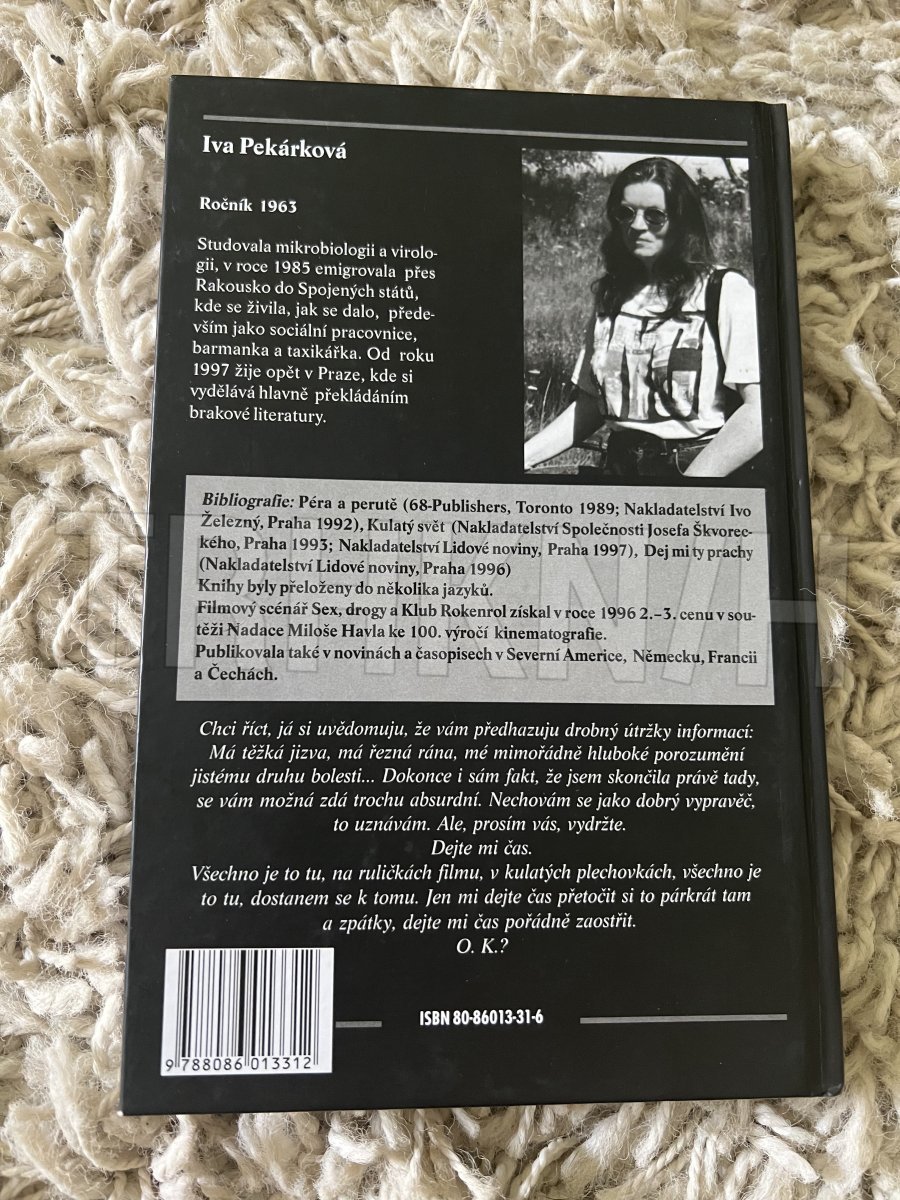 Iva Pekárková
Ročník 1963
Studovala mikrobiologii a virolo-
gii, v roce 1985 emigrovala přes
Rakousko do Spojených států,
kde se živila, jak se dalo, přede-
vším jako sociální pracovnice,
barmanka a taxikářka. Od roku
1997 žije opět v Praze, kde si
vydělává hlavně překládáním
brakové literatury.
Bibliografie: Péra a perutě (68-Publishers, Toronto 1989; Nakladatelství Ivo
Železný, Praha 1992), Kulatý svět (Nakladatelství Společnosti Josefa Škvorec-
kého, Praha 1993; Nakladatelství Lidové noviny, Praha 1997), Dej mi ty prachy
(Nakladatelství Lidové noviny, Praha 1996)
Knihy byly přeloženy do několika jazyků.
Filmový scénář Sex, drogy a Klub Rokenrol získal v roce 1996 2.–3. cenu v sou-
těži Nadace Miloše Havla ke 100. výročí kinematografie.
Publikovala také v novinách a časopisech v Severní Americe, Německu, Francii
a Čechách.
Chci říct, já si uvědomuju, že vám předhazuju drobný útržky informací:
Má těžká jizva, má řezná rána, mé mimořádně hluboké porozumění
jistému druhu bolesti... Dokonce i sám fakt, že jsem skončila právě tady,
se vám možná zdá trochu absurdní. Nechovám se jako dobrý vypravěč,
to uznávám. Ale, prosím vás, vydržte.
Dejte mi čas.
Všechno je to tu, na ruličkách filmu, v kulatých plechovkách, všechno je
to tu, dostanem se k tomu. Jen mi dejte čas přetočit si to párkrát tam
a zpátky, dejte mi čas pořádně zaostřit.
O. K.?
ISBN 80-86013-31-6
9 788086 013312